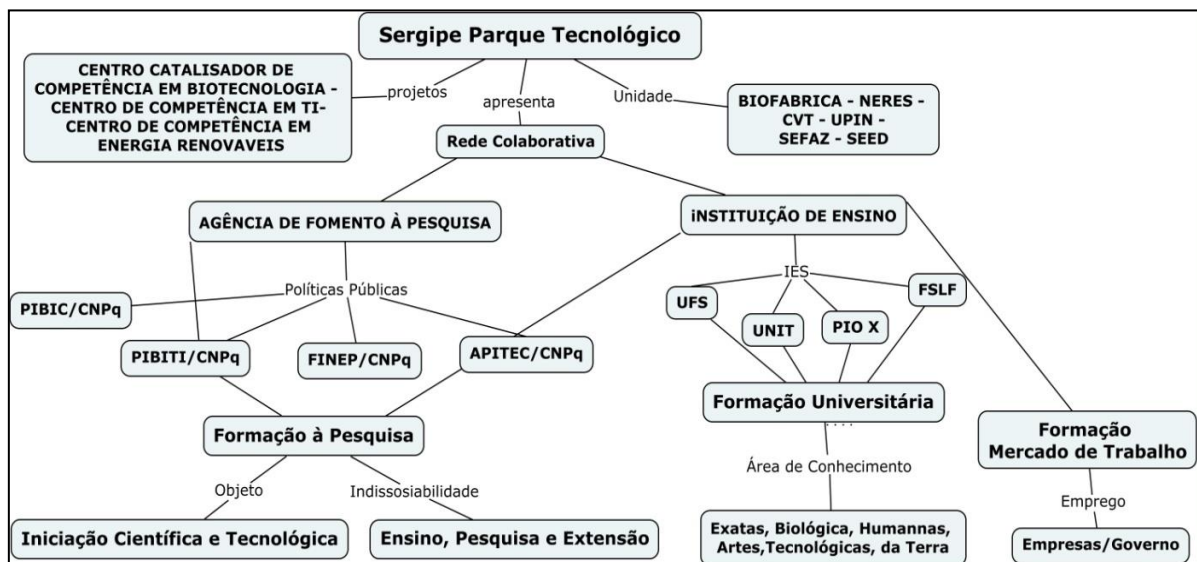 Sergipe Parque Tecnológico
CENTRO CATALISADOR DE
COMPETÊNCIA EM BIOTECNOLOGIA -
CENTRO DE COMPETÊNCIA EM TI-
CENTRO DE COMPETÊNCIA EM
ENERGIA RENOVAVEIS
projetos
apresenta
Unidade
BIOFABRICA - NERES -
CVT - UPIN -
SEFAZ - SEED
Rede Colaborativa
AGÊNCIA DE FOMENTO À PESQUISA
iNSTITUIÇÃO DE ENSINO
Políticas Públicas
IES
PIBIC/CNPq
PIBITI/CNPq
FINEP/CNPq
APITEC/CNPq
UFS
UNIT
PIO X
FSLF
Formação à Pesquisa
Formação Universitária
....
Formação
Mercado de Trabalho
Objeto
Indissosiabilidade
Área de Conhecimento
Emprego
Iniciação Científica e Tecnológica
Ensino, Pesquisa e Extensão
Exatas, Biológica, Humannas,
Artes,Tecnológicas, da Terra
Empresas/Governo